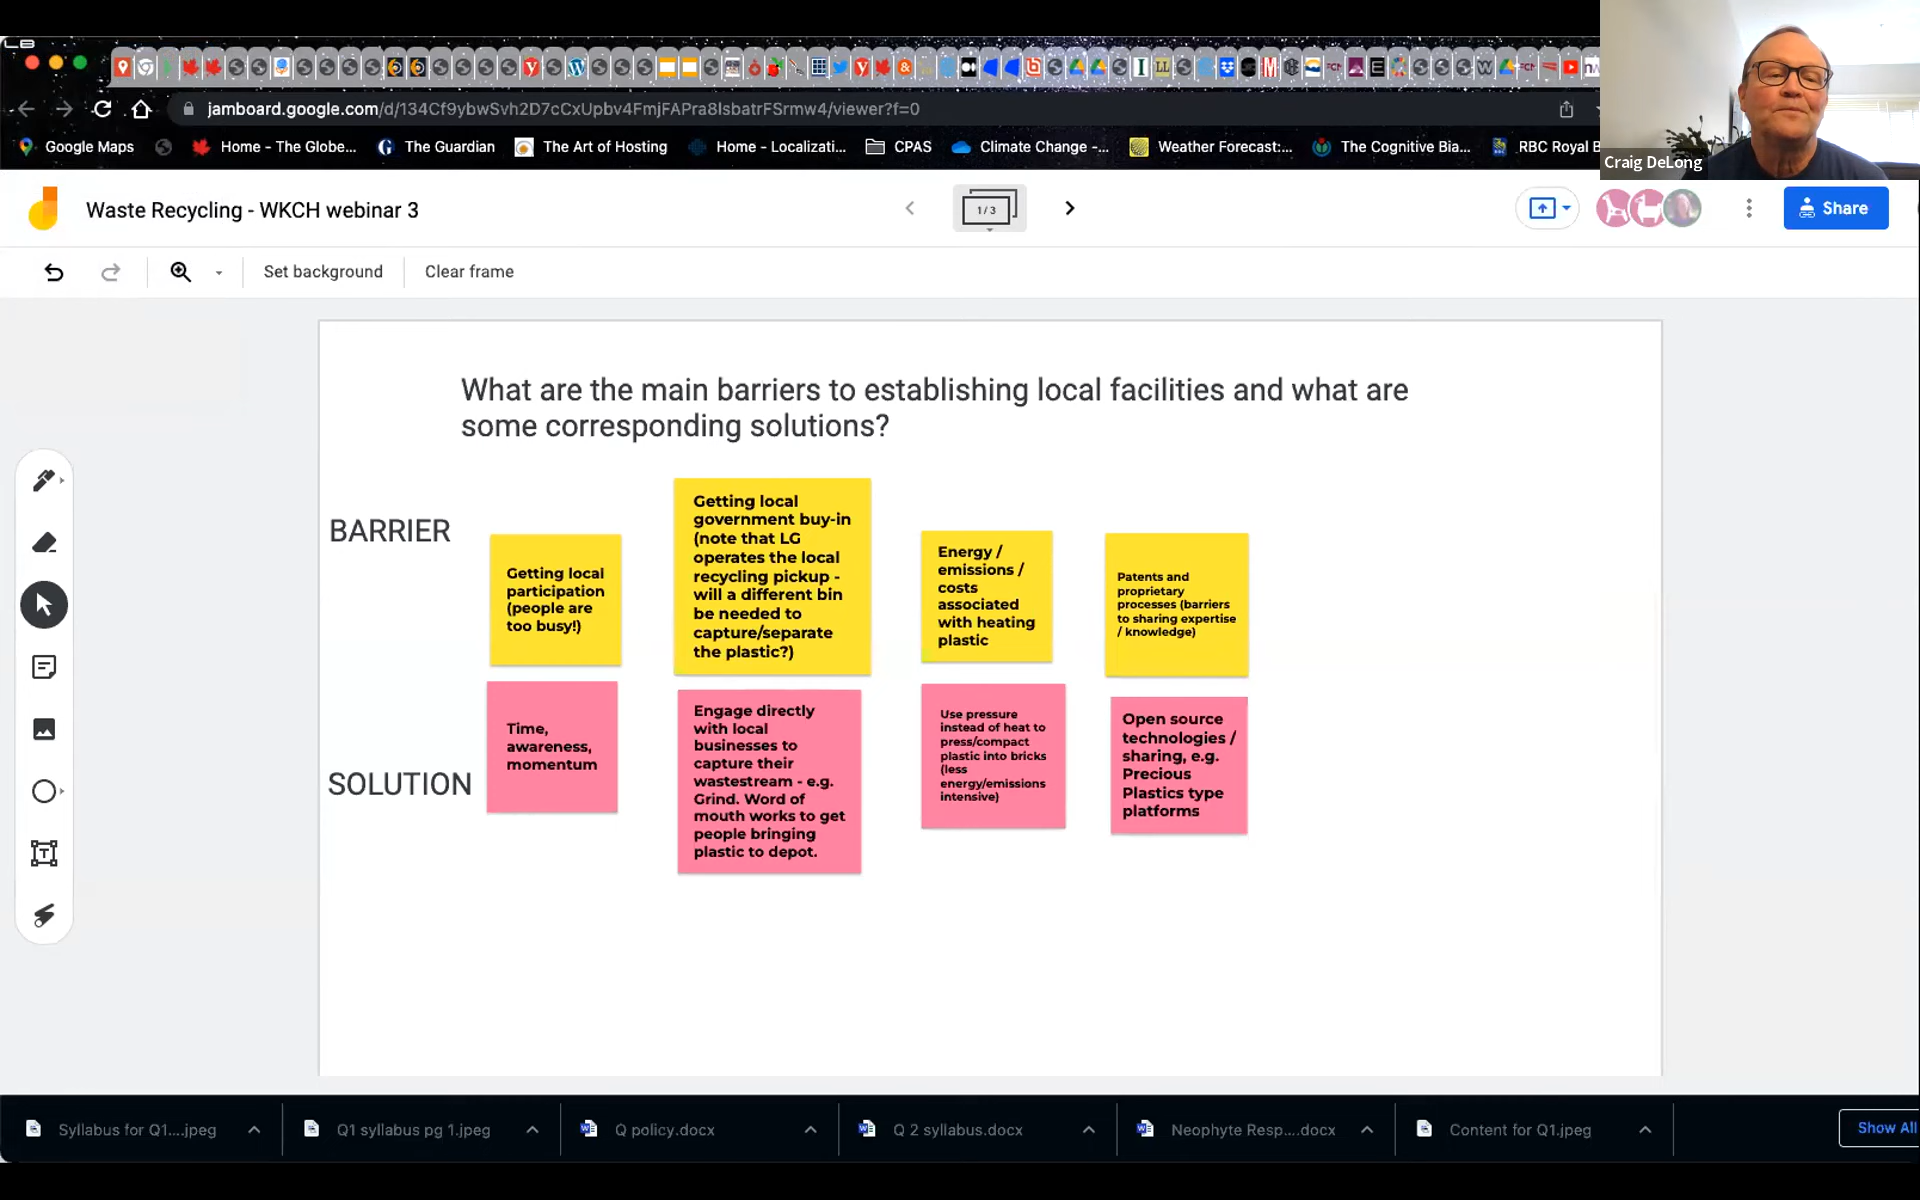 jamboard.google.com/d/134Cf9ybwSvh2D7cCxUpbv4FmjFAPra8lsbatrFSrmw4/viewer?f=0
Google Maps
Home - The Globe...
The Guardian
The Art of Hosting
Home - Localizati...
CPAS
Climate Change -...
Weather Forecast:...
The Cognitive Bia...
RBC Royal B
Craig DeLong
Waste Recycling - WKCH webinar 3
1 / 3
Share
Set background
Clear frame
What are the main barriers to establishing local facilities and what are
some corresponding solutions?
BARRIER
Getting local
participation
(people are
too busy!)
Getting local
government buy-in
(note that LG
operates the local
recycling pickup -
will a different bin
be needed to
capture/separate
the plastic?)
Energy /
emissions /
costs
associated
with heating
plastic
Patents and
proprietary
processes (barriers
to sharing expertise
/ knowledge)
SOLUTION
Time,
awareness,
momentum
Engage directly
with local
businesses to
capture their
wastestream - e.g.
Grind. Word of
mouth works to get
people bringing
plastic to depot.
Use pressure
instead of heat to
press/compact
plastic into bricks
(less
energy/emissions
intensive)
Open source
technologies /
sharing, e.g.
Precious
Plastics type
platforms
Syllabus for Q1....jpeg
Q1 syllabus pg 1.jpeg
Q policy.docx
Q 2 syllabus.docx
Neophyte Resp....docx
Content for Q1.jpeg
Show All